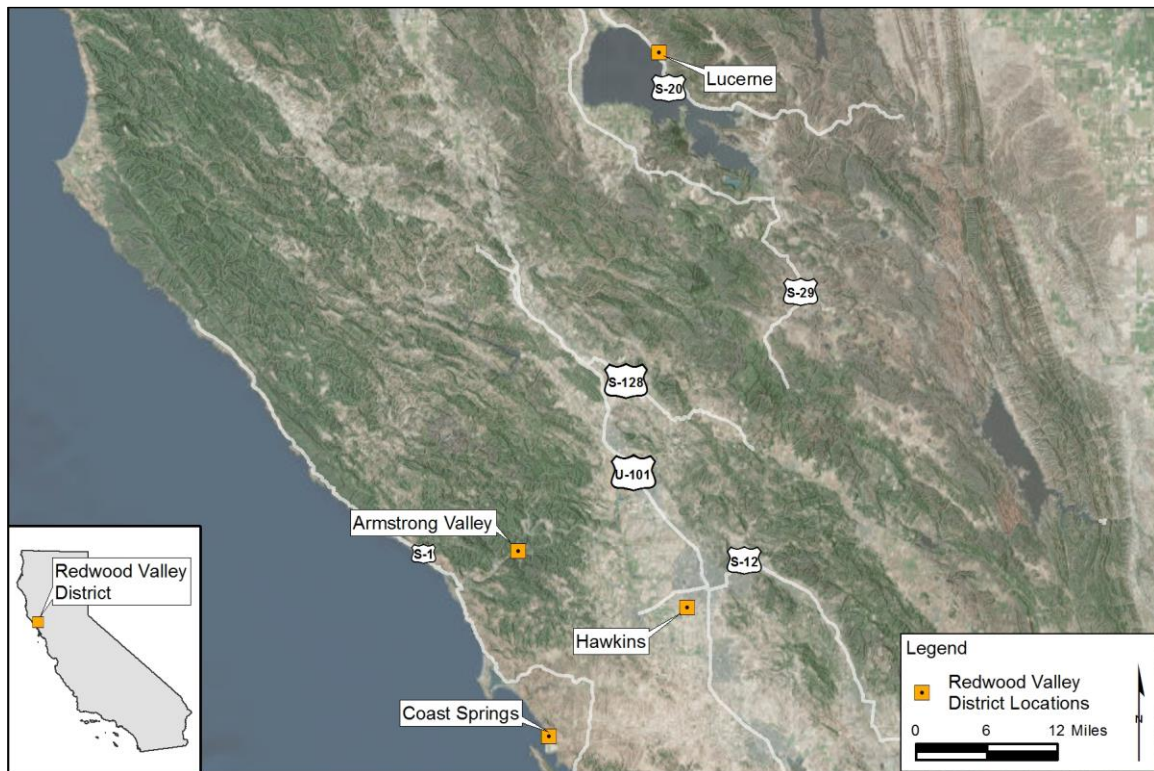 Lucerne
S-20
S-29
S-128
U-101
Armstrong Valley
S-1
S-12
Hawkins
Coast Springs
Redwood Valley
District
Legend
Redwood Valley
District Locations
0 6 12 Miles
N